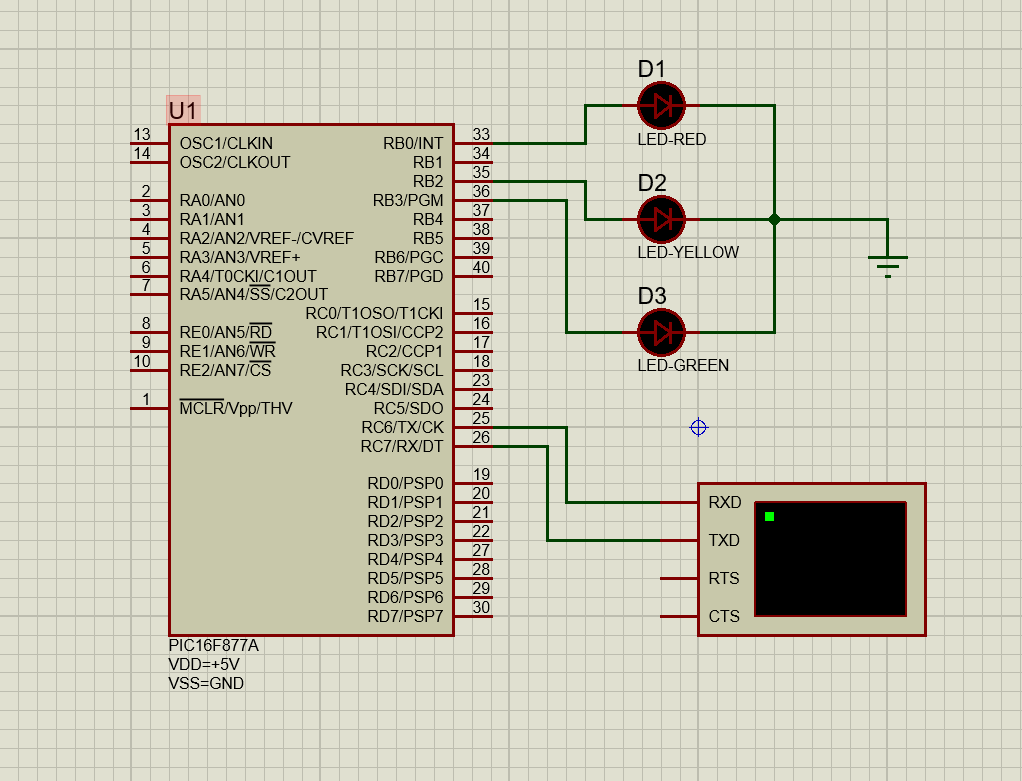 U1
13 OSC1/CLKIN
14 OSC2/CLKOUT
2 RA0/AN0
3 RA1/AN1
4 RA2/AN2/VREF-/CVREF
5 RA3/AN3/VREF+
6 RA4/T0CKI/C1OUT
7 RA5/AN4/SS/C2OUT
8 RE0/AN5/RD
9 RE1/AN6/WR
10 RE2/AN7/CS
1 MCLR/Vpp/THV
RB0/INT 33
RB1 34
RB2 35
RB3/PGM 36
RB4 37
RB5 38
RB6/PGC 39
RB7/PGD 40
RC0/T1OSO/T1CKI 15
RC1/T1OSI/CCP2 16
RC2/CCP1 17
RC3/SCK/SCL 18
RC4/SDI/SDA 23
RC5/SDO 24
RC6/TX/CK 25
RC7/RX/DT 26
RD0/PSP0 19
RD1/PSP1 20
RD2/PSP2 21
RD3/PSP3 22
RD4/PSP4 27
RD5/PSP5 28
RD6/PSP6 29
RD7/PSP7 30
PIC16F877A
VDD=+5V
VSS=GND
D1
LED-RED
D2
LED-YELLOW
D3
LED-GREEN
RXD
TXD
RTS
CTS